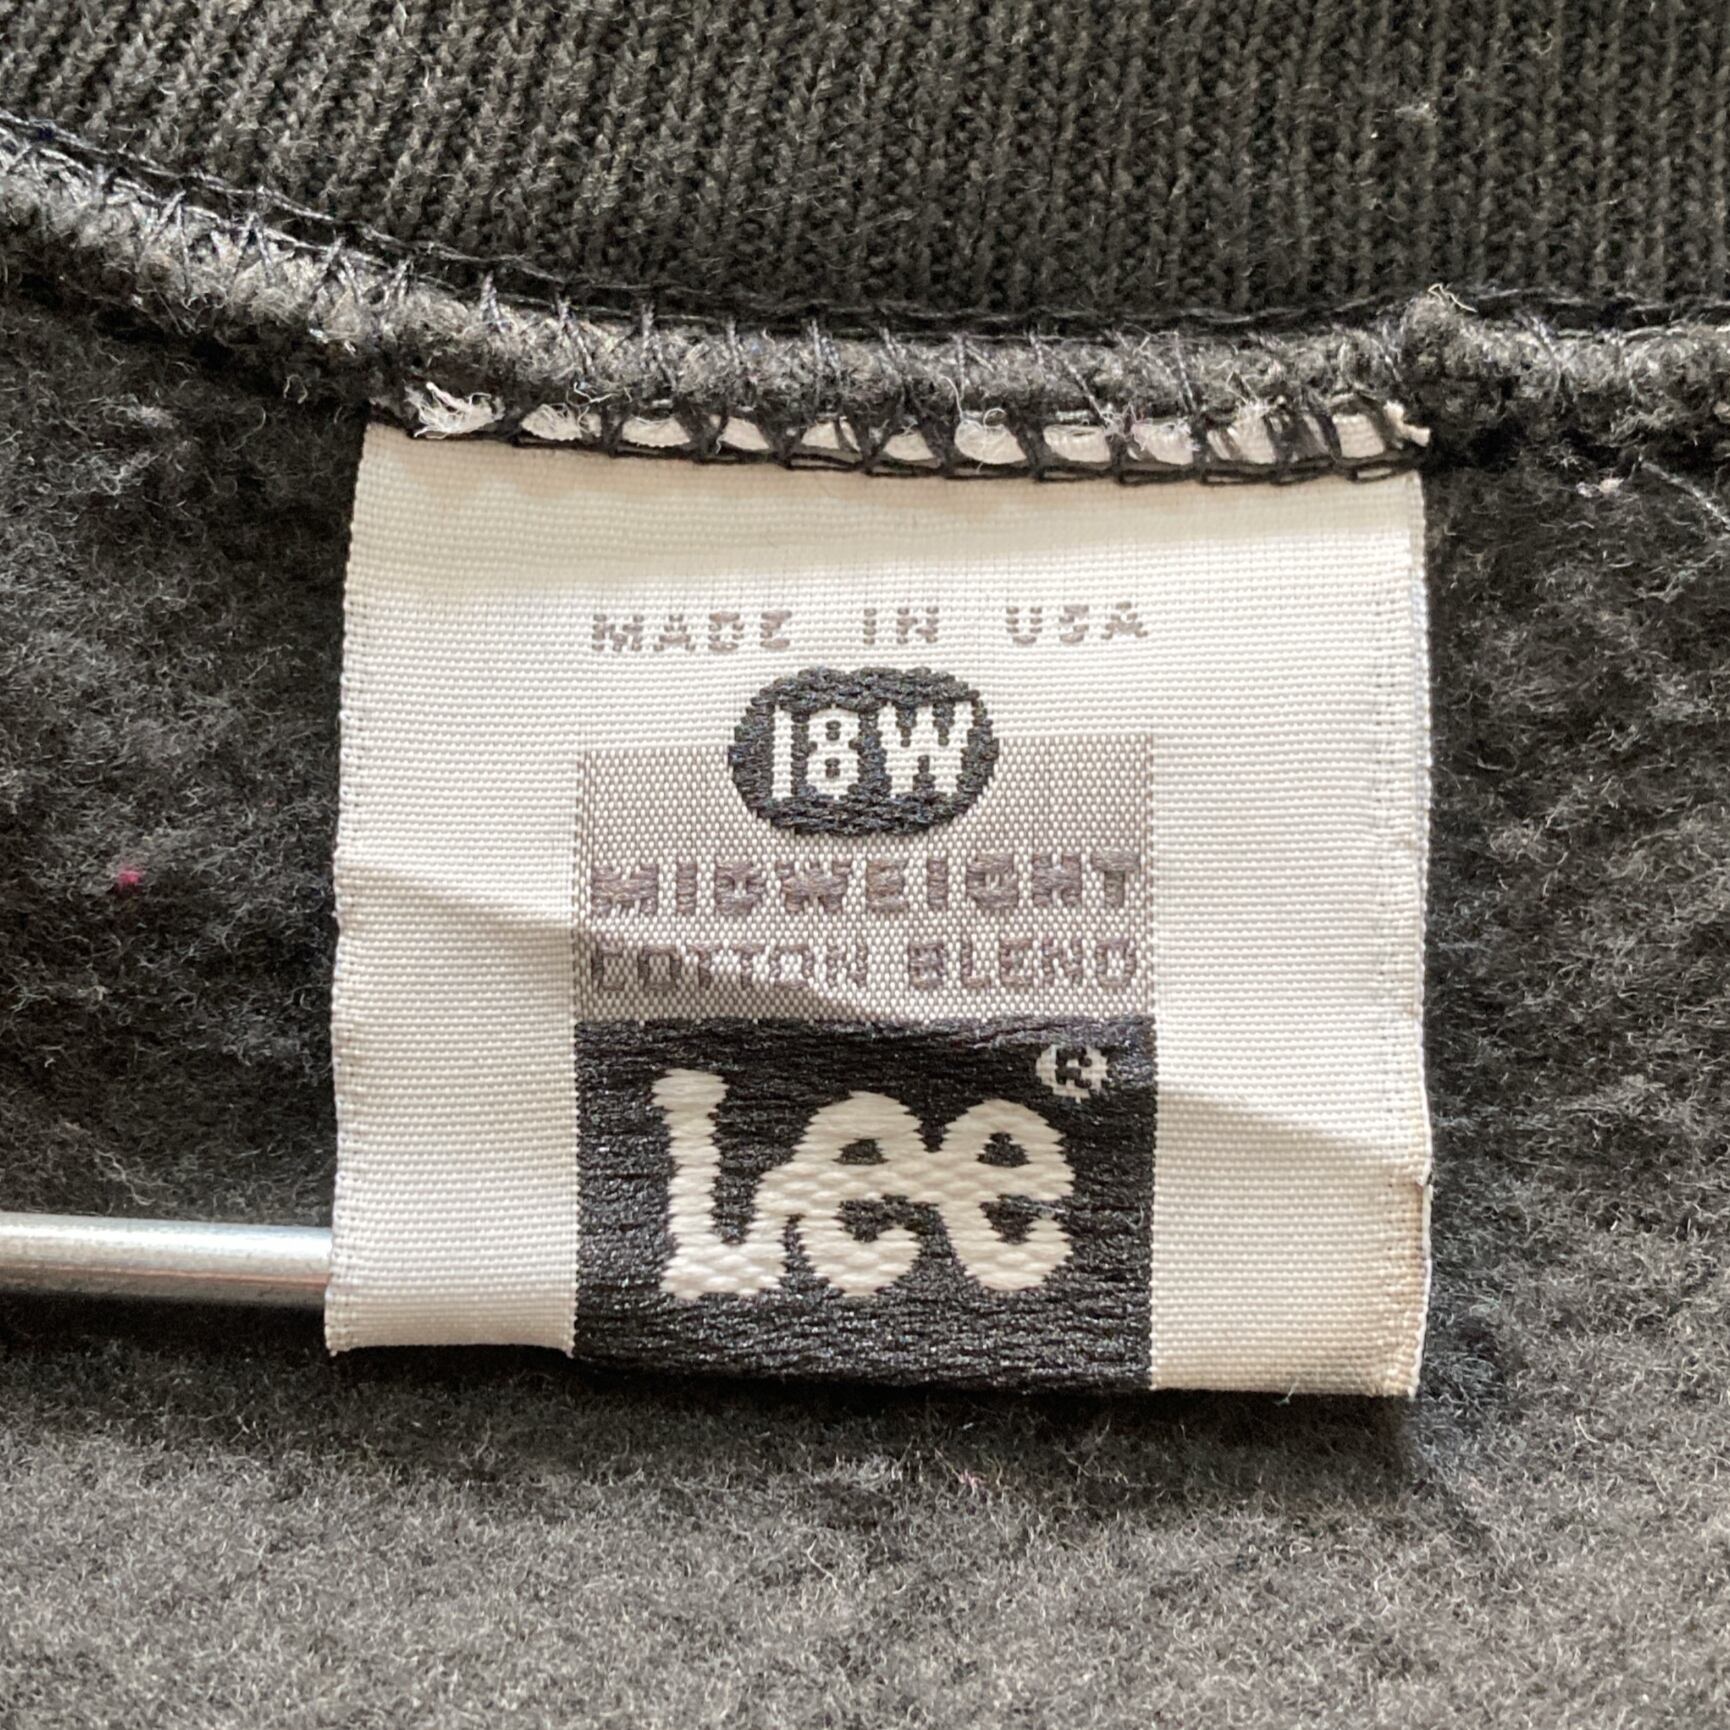 MADE IN USA
18W
MIDWEIGHT
COTTON BLEND
Lee®